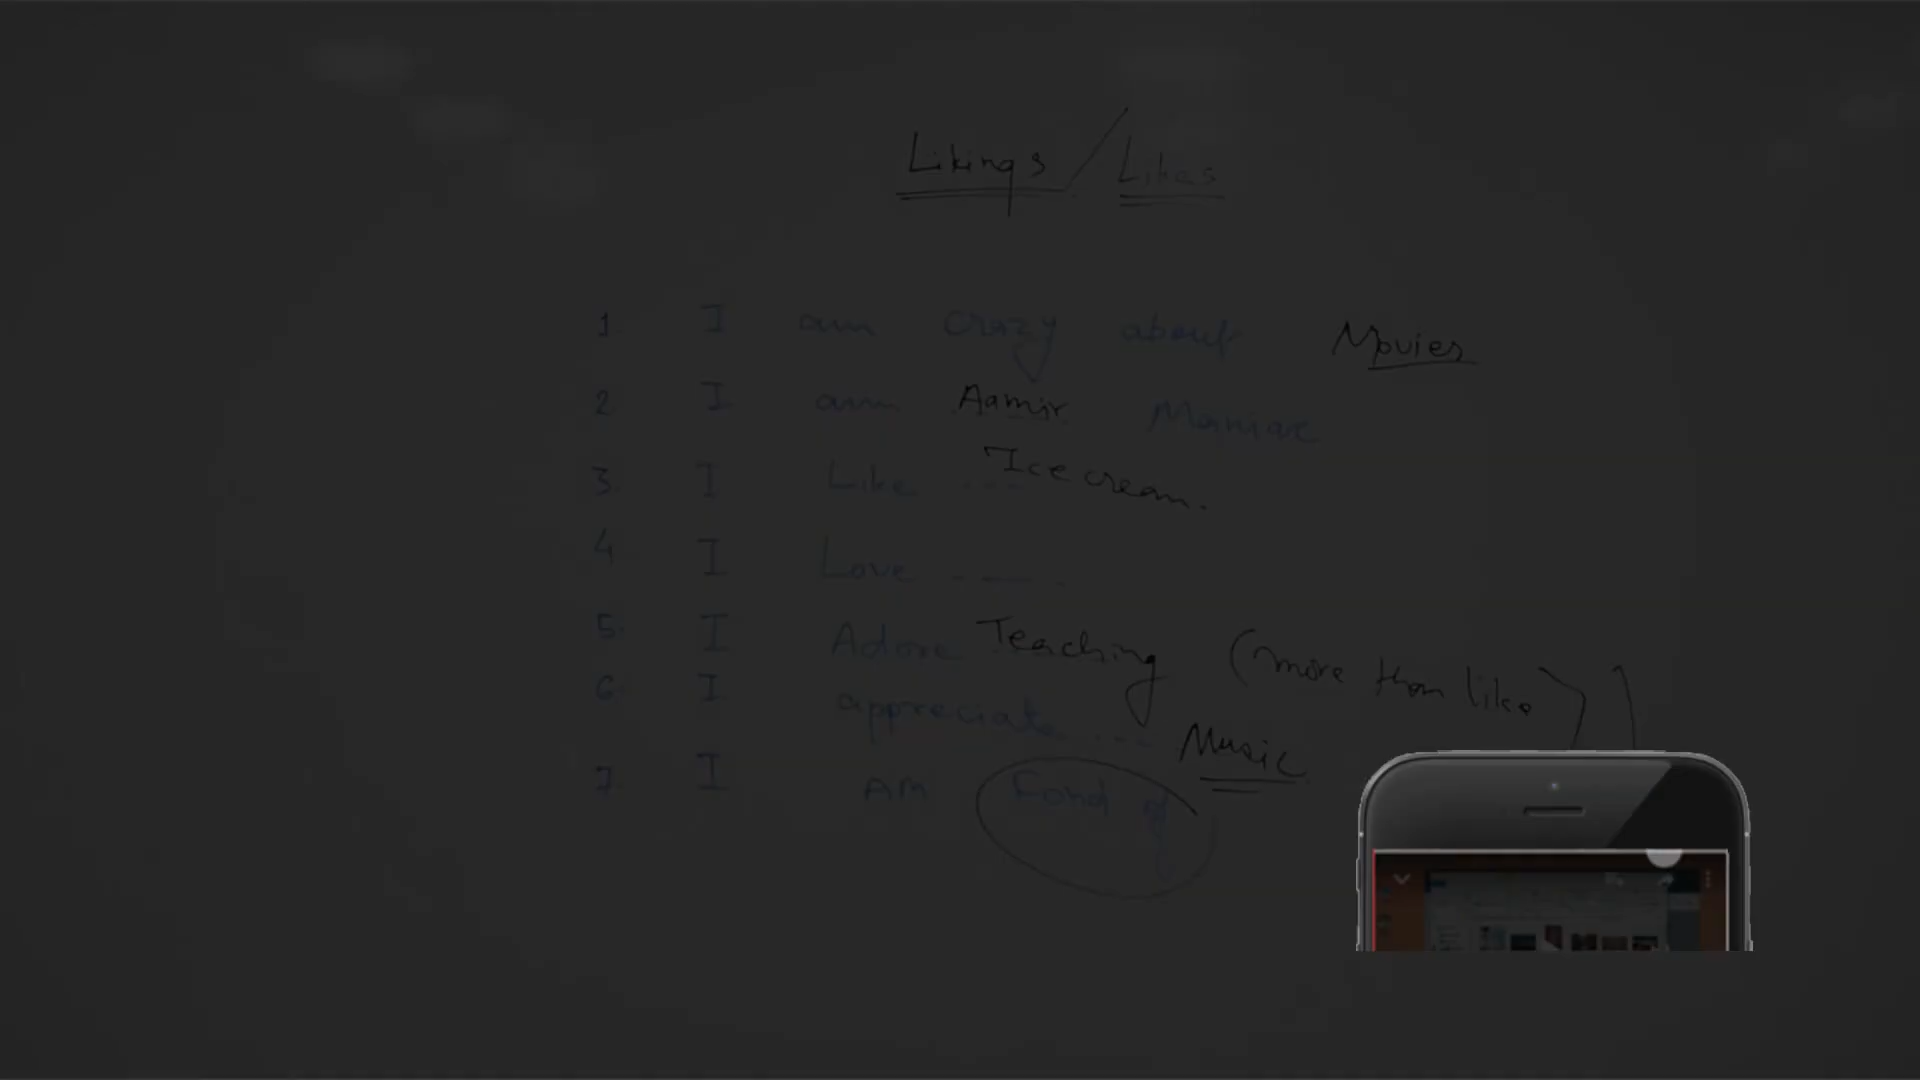 Likings / Likes
1 I am crazy about Movies
2 I am Aamir Maniac
3. I Like ... Ice cream.
4 I Love ......
5. I Adore Teaching (more than like))
6. I appreciate .... Music
7. I AM Fond of